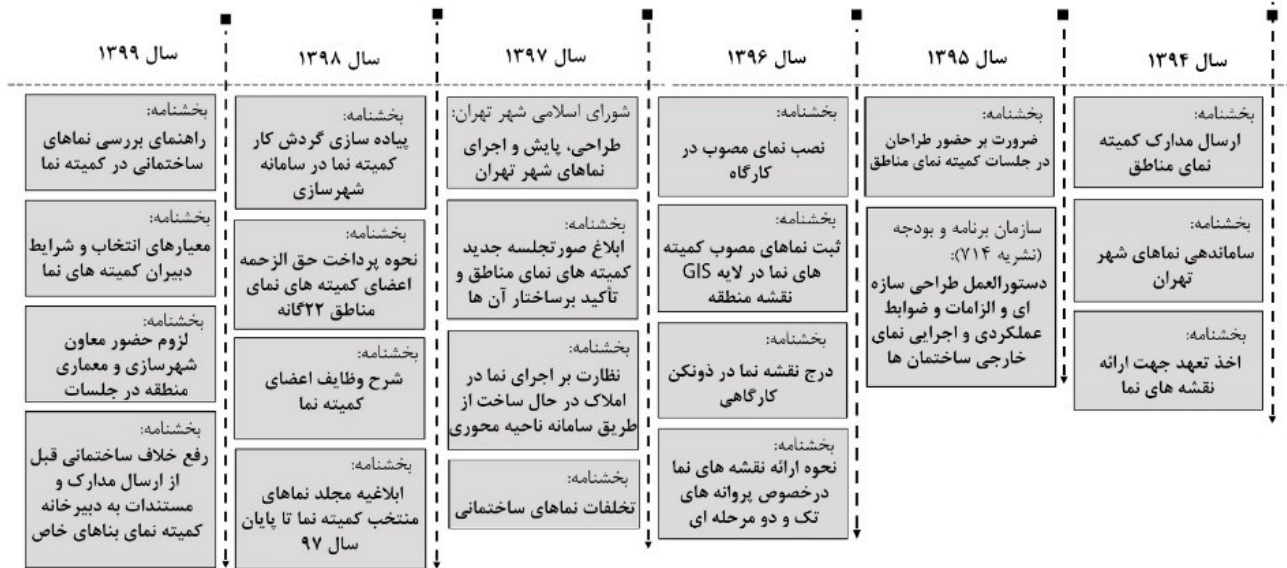 سال ۱۳۹۴
بخشنامه:
ارسال مدارک کمیته
نمای مناطق
بخشنامه:
ساماندهی نماهای شهر
تهران
بخشنامه:
اخذ تعهد جهت ارائه
نقشه های نما
سال ۱۳۹۵
بخشنامه:
ضرورت بر حضور طراحان
در جلسات کمیته نمای مناطق
سازمان برنامه و بودجه
(نشریه ۷۱۴):
دستورالعمل طراحی سازه
ای و الزامات و ضوابط
عملکردی و اجرایی نمای
خارجی ساختمان ها
سال ۱۳۹۶
بخشنامه:
نصب نمای مصوب در
کارگاه
بخشنامه:
ثبت نماهای مصوب کمیته
های نما در لایه GIS
نقشه منطقه
بخشنامه:
درج نقشه نما در ذونکن
کارگاهی
بخشنامه:
نحوه ارائه نقشه های نما
درخصوص پروانه های
تک و دو مرحله ای
سال ۱۳۹۷
شورای اسلامی شهر تهران:
طراحی، پایش و اجرای
نماهای شهر تهران
بخشنامه:
ابلاغ صورتجلسه جدید
کمیته های نمای مناطق و
تأکید برساختار آن ها
بخشنامه:
نظارت بر اجرای نما در
املاک در حال ساخت از
طریق سامانه ناحیه محوری
بخشنامه:
تخلفات نماهای ساختمانی
سال ۱۳۹۸
بخشنامه:
پیاده سازی گردش کار
کمیته نما در سامانه
شهرسازی
بخشنامه:
نحوه پرداخت حق الزحمه
اعضای کمیته های نمای
مناطق ۲۲گانه
بخشنامه:
شرح وظایف اعضای
کمیته نما
بخشنامه:
ابلاغیه مجلد نماهای
منتخب کمیته نما تا پایان
سال ۹۷
سال ۱۳۹۹
بخشنامه:
راهنمای بررسی نماهای
ساختمانی در کمیته نما
بخشنامه:
معیارهای انتخاب و شرایط
دبیران کمیته های نما
بخشنامه:
لزوم حضور معاون
شهرسازی و معماری
منطقه در جلسات
بخشنامه:
رفع خلاف ساختمانی قبل
از ارسال مدارک و
مستندات به دبیرخانه
کمیته نمای بناهای خاص